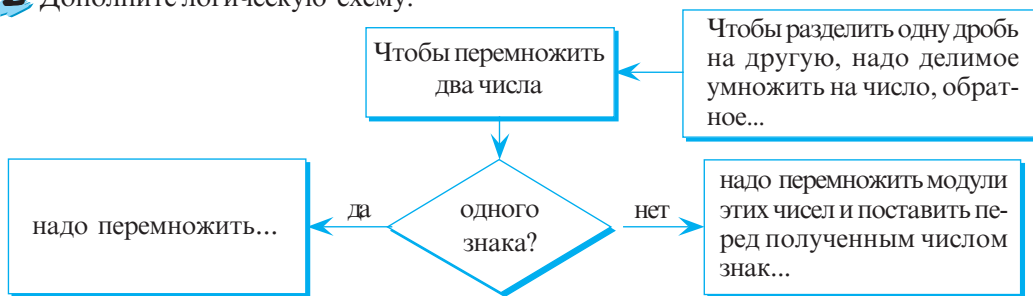 Дополните логическую схему.
Чтобы перемножить
два числа
Чтобы разделить одну дробь
на другую, надо делимое
умножить на число, обрат-
ное...
надо перемножить...
да
одного
знака?
нет
надо перемножить модули
этих чисел и поставить пе-
ред полученным числом
знак...